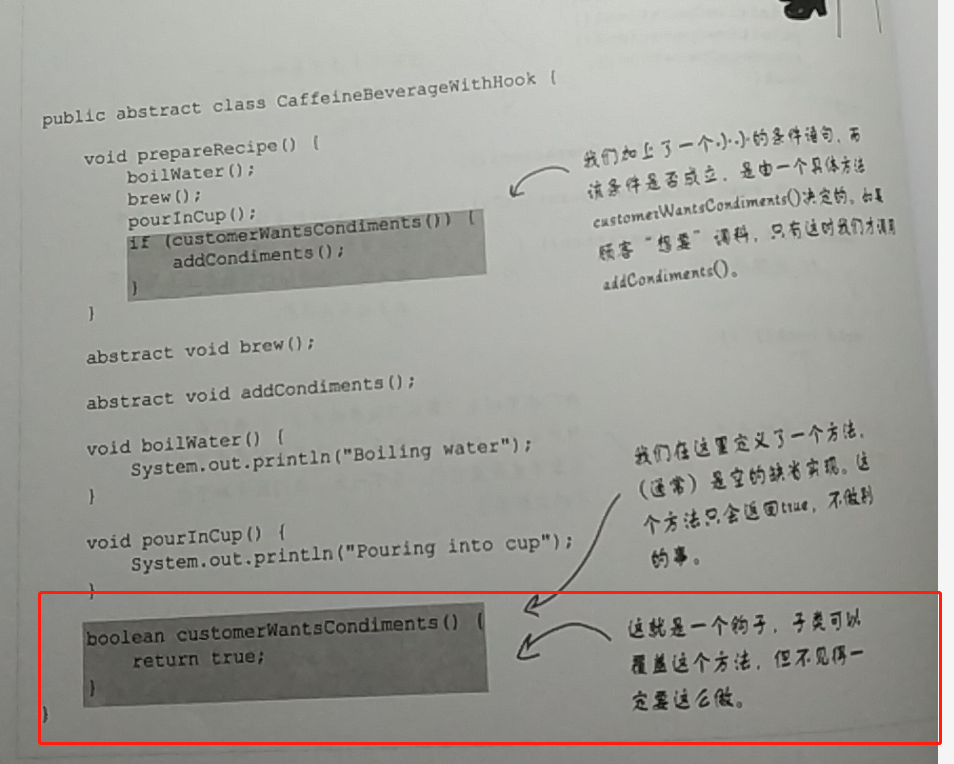 public abstract class CaffeineBeverageWithHook {
void prepareRecipe() {
boilWater();
brew();
pourInCup();
if (customerWantsCondiments()) {
addCondiments();
}
}
我们加上了一个小小的条件语句，而
该条件是否成立，是由一个具体方法
customerWantsCondiments()决定的。如果
顾客“想要”调料，只有这时我们才调用
addCondiments()。
abstract void brew();
abstract void addCondiments();
void boilWater() {
System.out.println("Boiling water");
}
void pourInCup() {
System.out.println("Pouring into cup");
}
我们在这里定义了一个方法，
（通常）是空的缺省实现。这
个方法只会返回true，不做别
的事。
boolean customerWantsCondiments() {
return true;
}
}
这就是一个钩子，子类可以
覆盖这个方法，但不见得一
定要这么做。